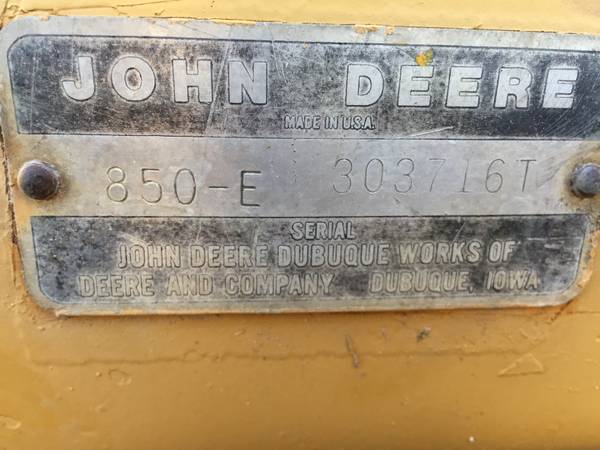 JOHN DEERE
MADE IN U.S.A.
850-E 303716T
SERIAL
JOHN DEERE DUBUQUE WORKS OF
DEERE AND COMPANY DUBUQUE, IOWA